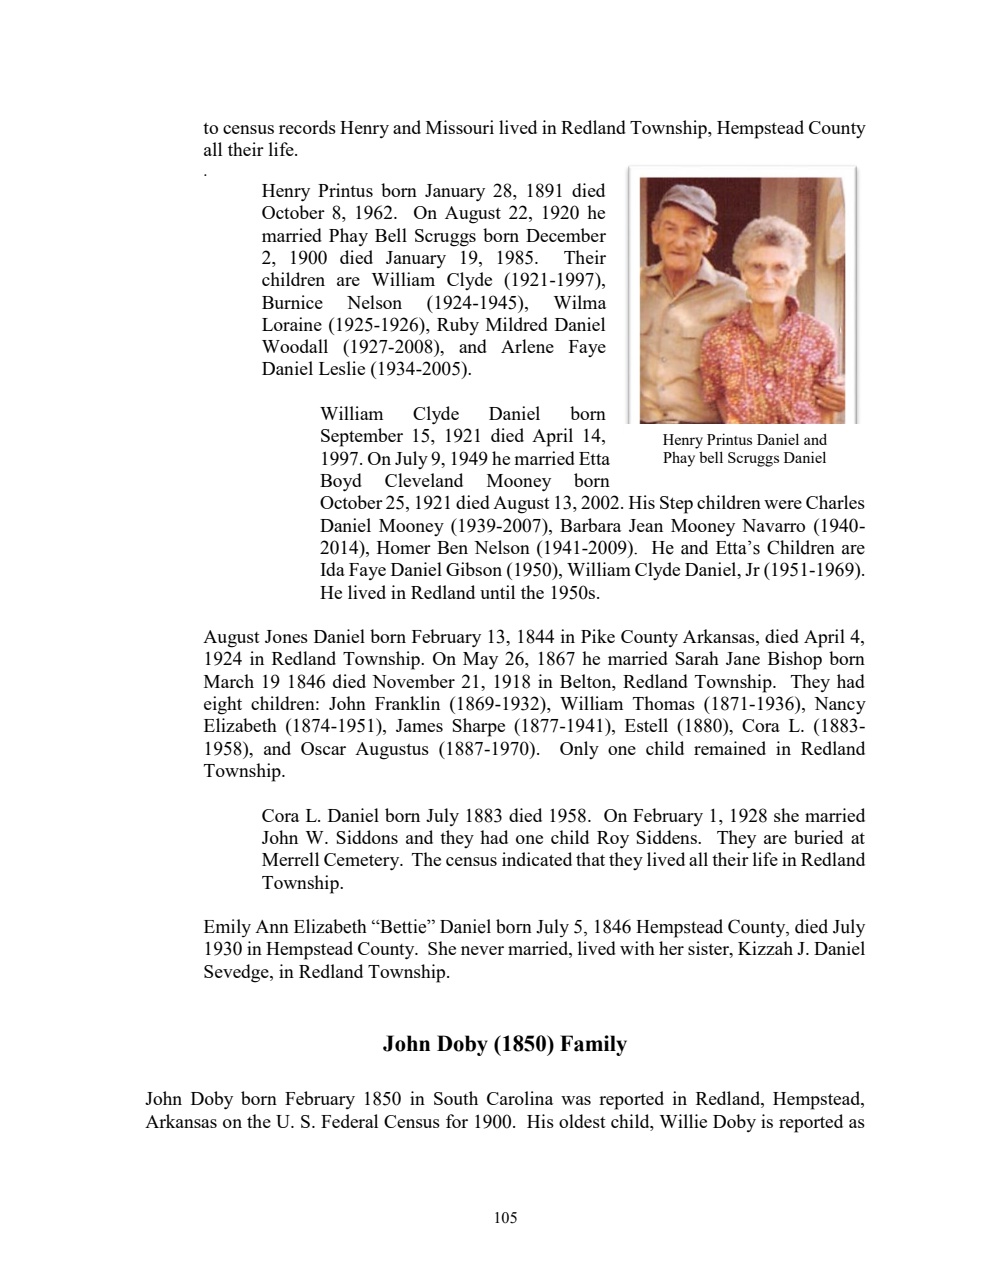 to census records Henry and Missouri lived in Redland Township, Hempstead County
all their life.
.
Henry Printus born January 28, 1891 died
October 8, 1962. On August 22, 1920 he
married Phay Bell Scruggs born December
2, 1900 died January 19, 1985. Their
children are William Clyde (1921-1997),
Burnice Nelson (1924-1945), Wilma
Loraine (1925-1926), Ruby Mildred Daniel
Woodall (1927-2008), and Arlene Faye
Daniel Leslie (1934-2005).
Henry Printus Daniel and
Phay bell Scruggs Daniel
William Clyde Daniel born
September 15, 1921 died April 14,
1997. On July 9, 1949 he married Etta
Boyd Cleveland Mooney born
October 25, 1921 died August 13, 2002. His Step children were Charles
Daniel Mooney (1939-2007), Barbara Jean Mooney Navarro (1940-
2014), Homer Ben Nelson (1941-2009). He and Etta’s Children are
Ida Faye Daniel Gibson (1950), William Clyde Daniel, Jr (1951-1969).
He lived in Redland until the 1950s.
August Jones Daniel born February 13, 1844 in Pike County Arkansas, died April 4,
1924 in Redland Township. On May 26, 1867 he married Sarah Jane Bishop born
March 19 1846 died November 21, 1918 in Belton, Redland Township. They had
eight children: John Franklin (1869-1932), William Thomas (1871-1936), Nancy
Elizabeth (1874-1951), James Sharpe (1877-1941), Estell (1880), Cora L. (1883-
1958), and Oscar Augustus (1887-1970). Only one child remained in Redland
Township.
Cora L. Daniel born July 1883 died 1958. On February 1, 1928 she married
John W. Siddons and they had one child Roy Siddens. They are buried at
Merrell Cemetery. The census indicated that they lived all their life in Redland
Township.
Emily Ann Elizabeth “Bettie” Daniel born July 5, 1846 Hempstead County, died July
1930 in Hempstead County. She never married, lived with her sister, Kizzah J. Daniel
Sevedge, in Redland Township.
John Doby (1850) Family
John Doby born February 1850 in South Carolina was reported in Redland, Hempstead,
Arkansas on the U. S. Federal Census for 1900. His oldest child, Willie Doby is reported as
105